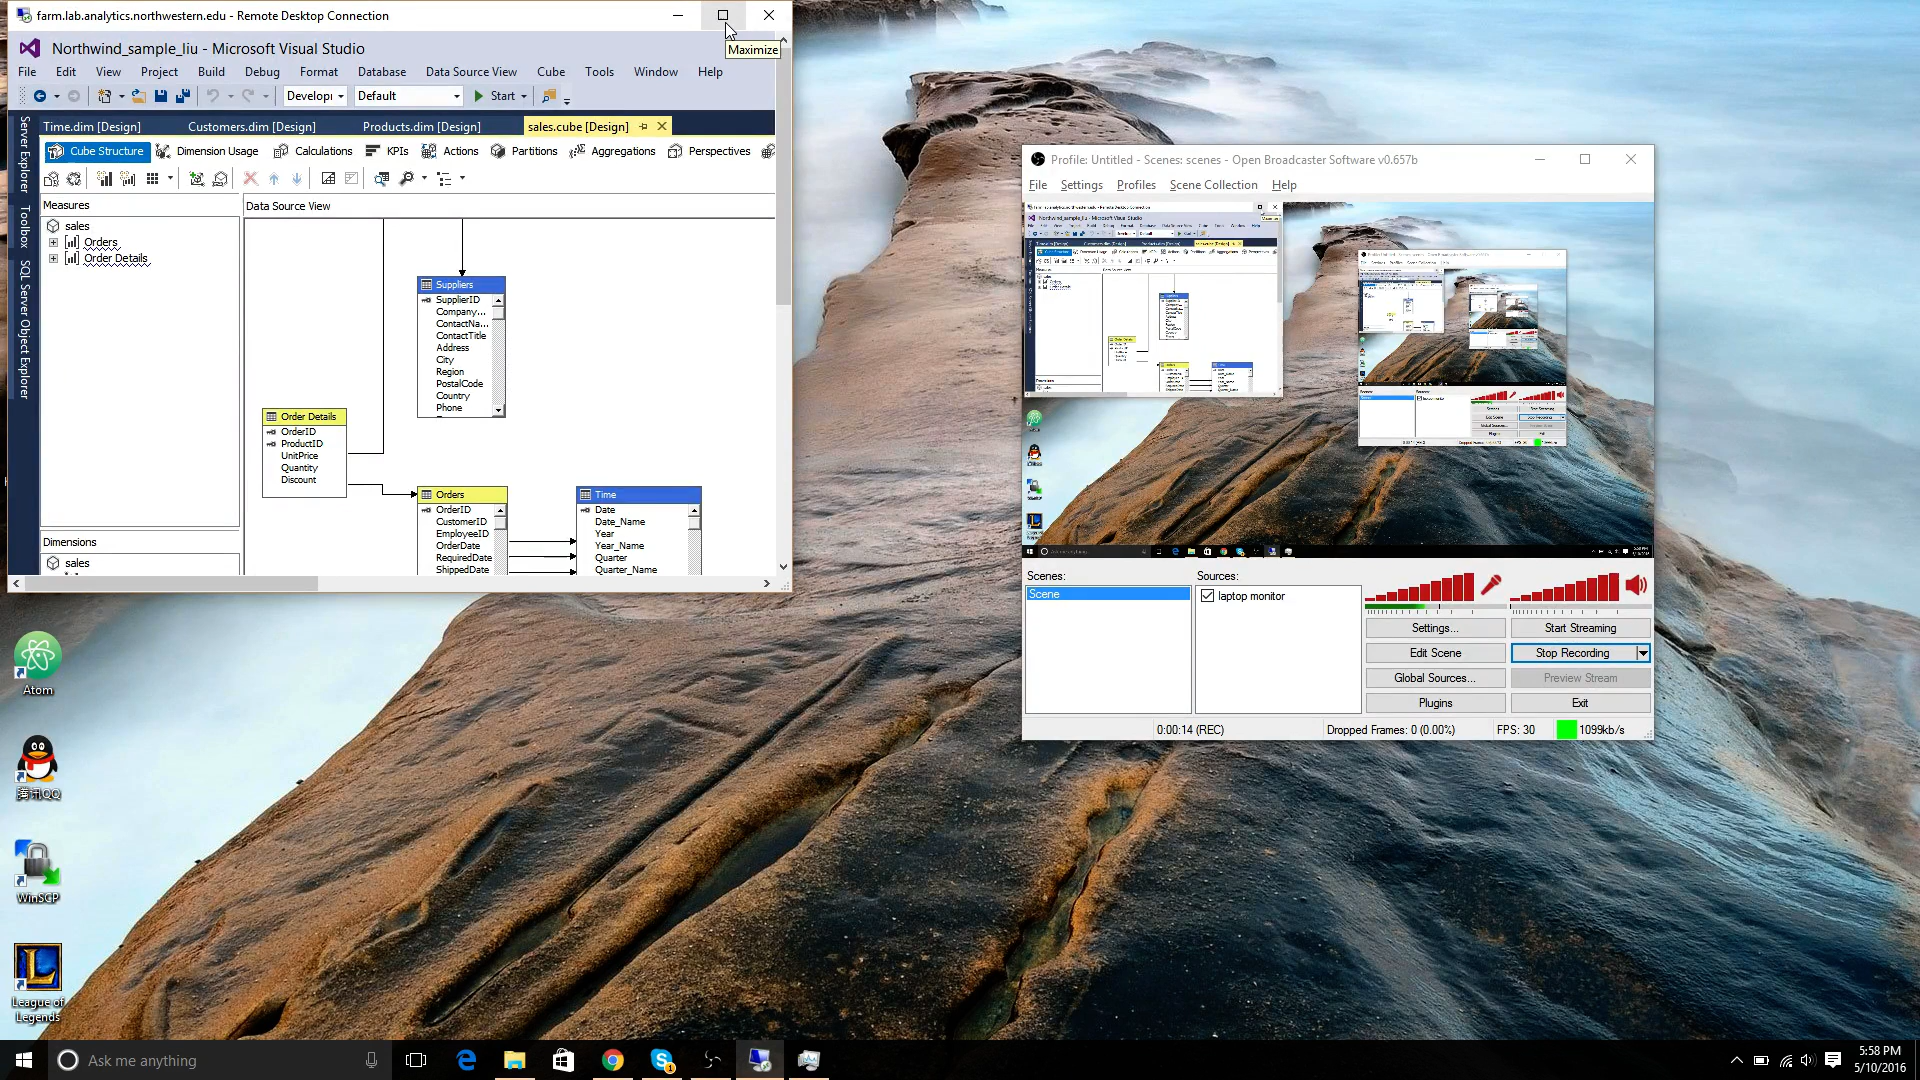 farm.lab.analytics.northwestern.edu - Remote Desktop Connection
Maximize
Northwind_sample_liu - Microsoft Visual Studio
File Edit View Project Build Debug Format Database Data Source View Cube Tools Window Help
Developi Default Start
Time.dim [Design] Customers.dim [Design] Products.dim [Design] sales.cube [Design]
Cube Structure Dimension Usage Calculations KPIs Actions Partitions Aggregations Perspectives
Server Explorer
Toolbox
SQL Server Object Explorer
Measures
sales
Orders
Order Details
Dimensions
sales
Data Source View
Suppliers
SupplierID
Company...
ContactNa...
ContactTitle
Address
City
Region
PostalCode
Country
Phone
Order Details
OrderID
ProductID
UnitPrice
Quantity
Discount
Orders
OrderID
CustomerID
EmployeeID
OrderDate
RequiredDate
ShippedDate
Time
Date
Date_Name
Year
Year_Name
Quarter
Quarter_Name
Profile: Untitled - Scenes: scenes - Open Broadcaster Software v0.657b
File Settings Profiles Scene Collection Help
Scenes:
Scene
Sources:
laptop monitor
Settings... Start Streaming
Edit Scene Stop Recording
Global Sources... Preview Stream
Plugins Exit
0:00:14 (REC) Dropped Frames: 0 (0.00%) FPS: 30 1099kb/s
Atom
腾讯QQ
WinSCP
League of
Legends
Ask me anything
5:58 PM
5/10/2016